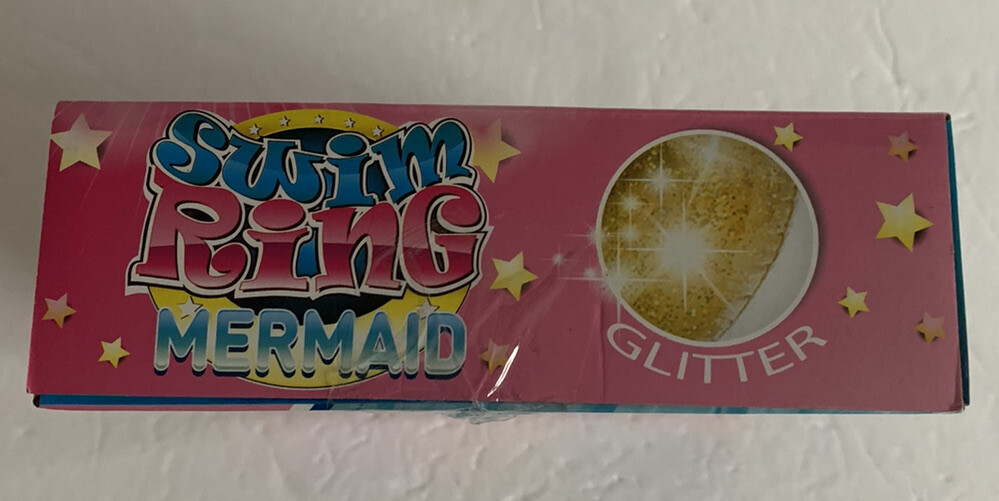 SWiM
RiNG
MERMAID
GLITTER